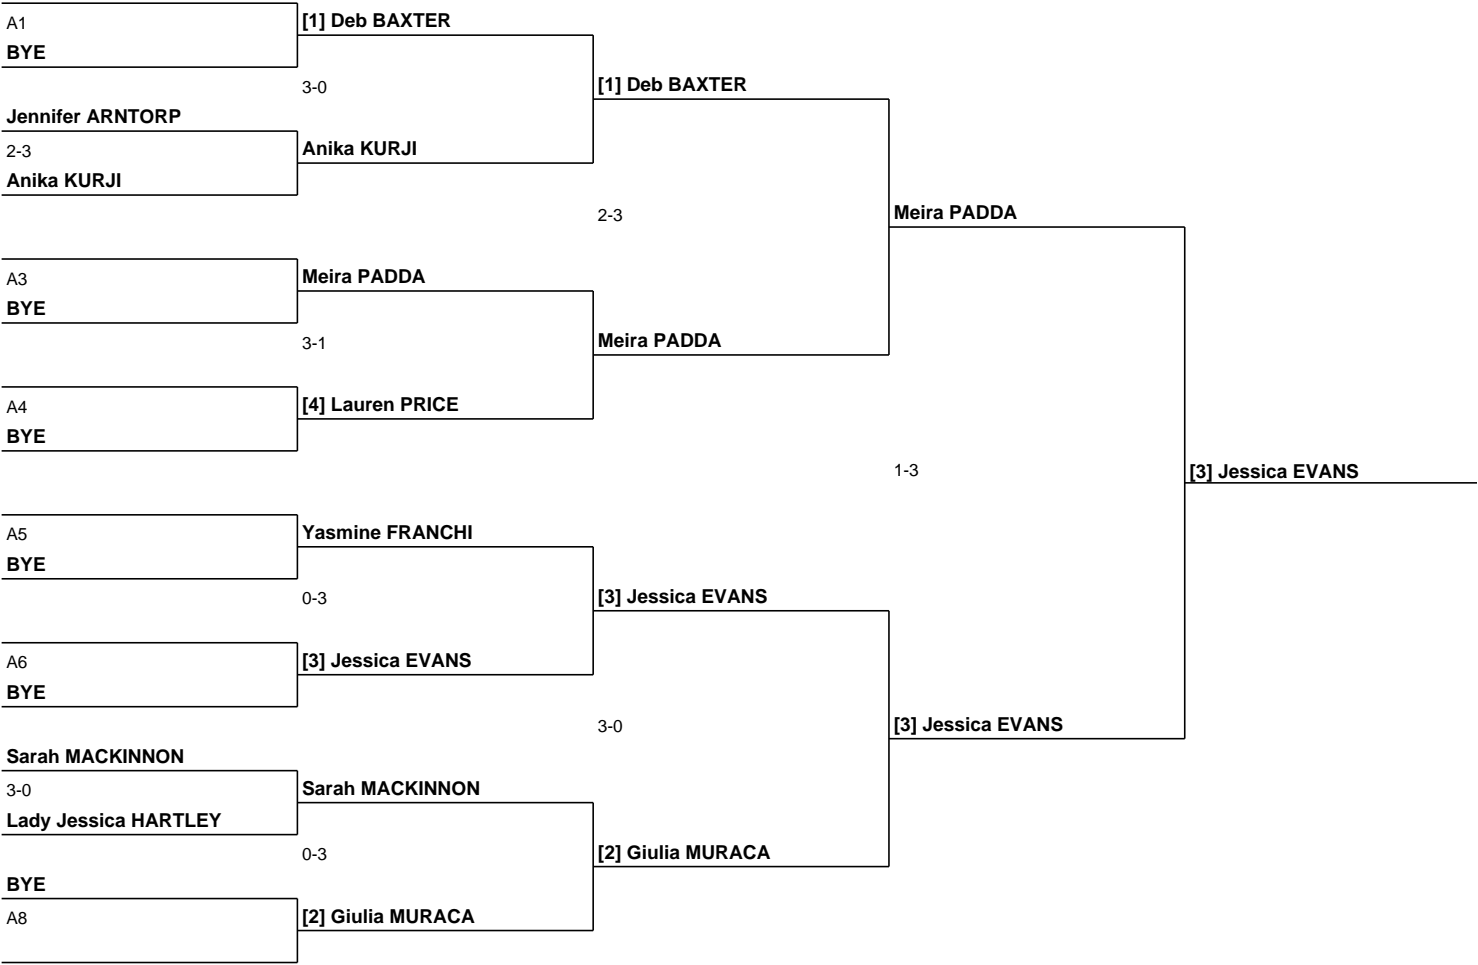 A1
BYE
[1] Deb BAXTER
3-0
[1] Deb BAXTER
Jennifer ARNTORP
2-3
Anika KURJI
Anika KURJI
2-3
Meira PADDA
A3
BYE
Meira PADDA
3-1
Meira PADDA
A4
BYE
[4] Lauren PRICE
1-3
[3] Jessica EVANS
A5
BYE
Yasmine FRANCHI
0-3
[3] Jessica EVANS
A6
BYE
[3] Jessica EVANS
3-0
[3] Jessica EVANS
Sarah MACKINNON
3-0
Lady Jessica HARTLEY
Sarah MACKINNON
0-3
[2] Giulia MURACA
BYE
A8
[2] Giulia MURACA